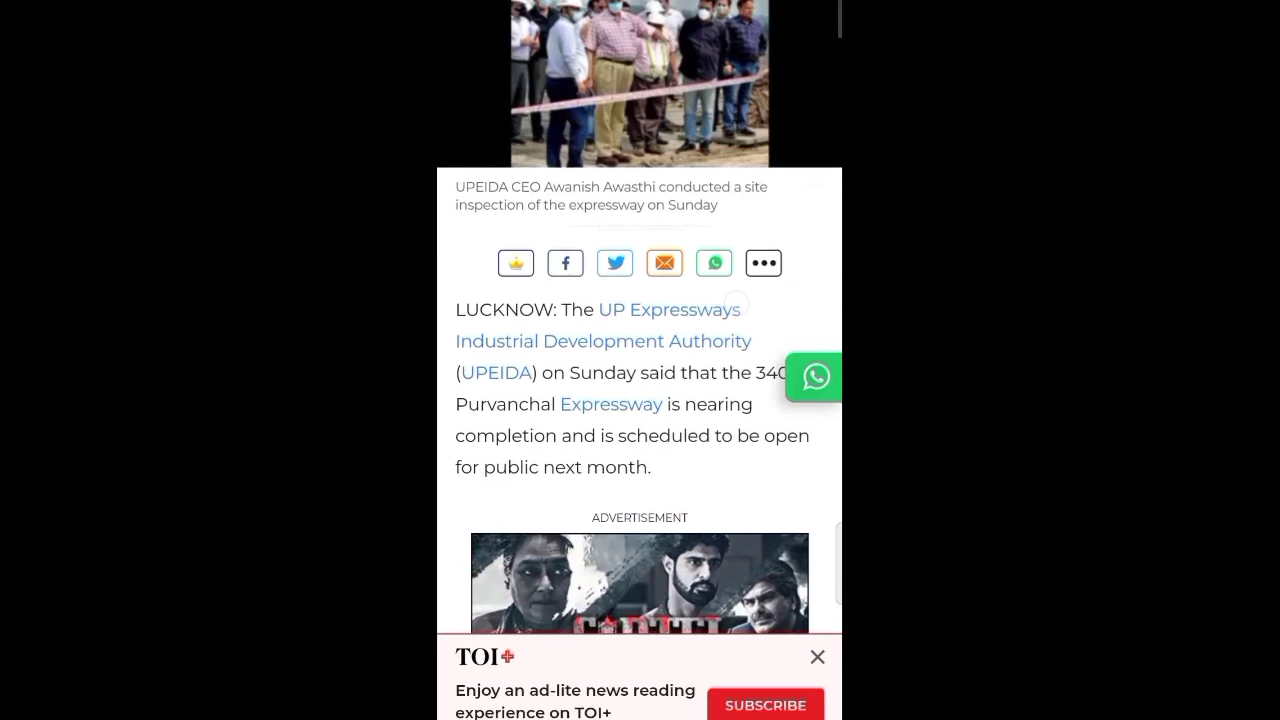 UPEIDA CEO Awanish Awasthi conducted a site
inspection of the expressway on Sunday
LUCKNOW: The UP Expressways
Industrial Development Authority
(UPEIDA) on Sunday said that the 340
Purvanchal Expressway is nearing
completion and is scheduled to be open
for public next month.
ADVERTISEMENT
TOI+
Enjoy an ad-lite news reading
experience on TOI+
SUBSCRIBE